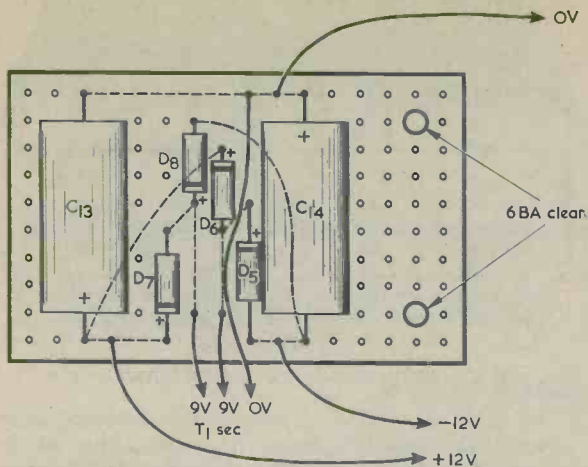 0V
+
D8
+
C13
+
D6
+
C14
6BA clear
+
D5
D7
+
+
9V 9V 0V
T1 sec
-12V
+12V